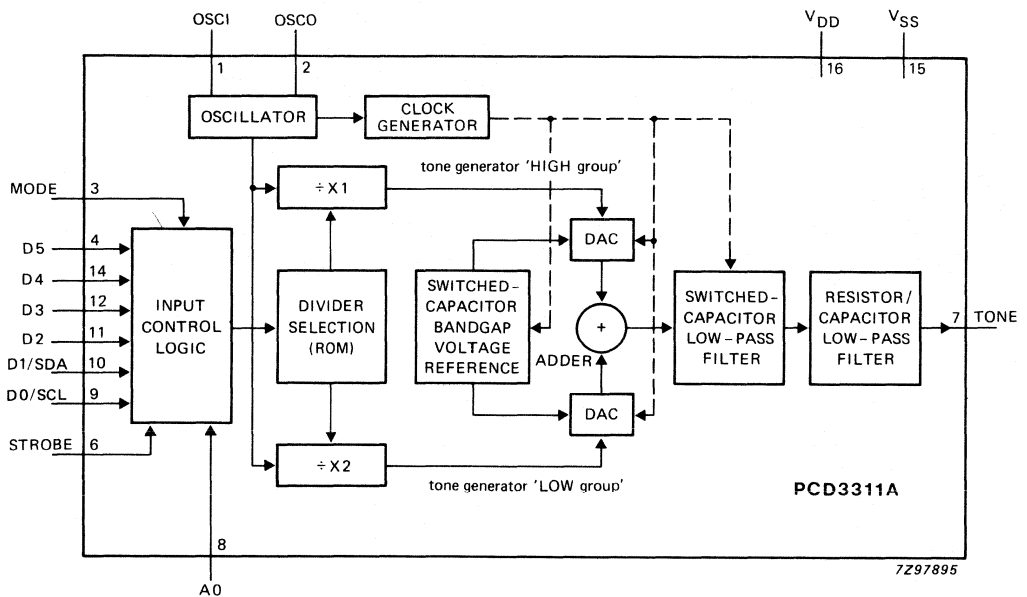 OSCI
OSCO
VDD
VSS
1
2
16
15
OSCILLATOR
CLOCK
GENERATOR
tone generator 'HIGH group'
MODE
3
÷ X1
D5
4
D4
14
D3
12
D2
11
D1/SDA
10
D0/SCL
9
STROBE
6
INPUT
CONTROL
LOGIC
DIVIDER
SELECTION
(ROM)
SWITCHED-
CAPACITOR
BANDGAP
VOLTAGE
REFERENCE
DAC
+
ADDER
DAC
SWITCHED-
CAPACITOR
LOW-PASS
FILTER
RESISTOR/
CAPACITOR
LOW-PASS
FILTER
7
TONE
÷ X2
tone generator 'LOW group'
PCD3311A
8
A0
7Z97895